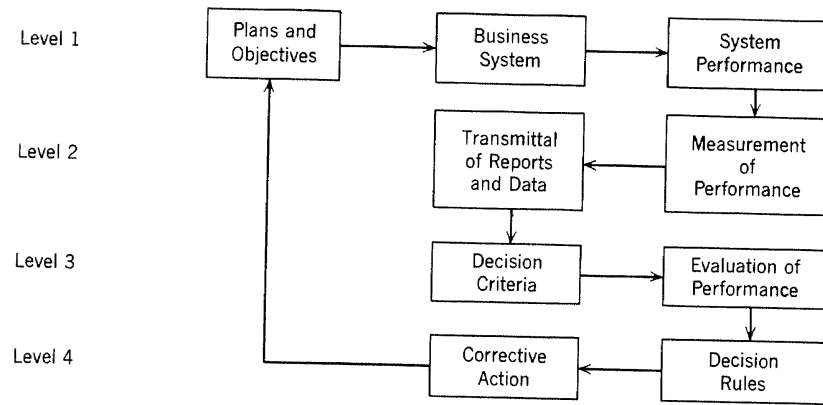 Level 1
Plans and
Objectives
Business
System
System
Performance
Level 2
Transmittal
of Reports
and Data
Measurement
of
Performance
Level 3
Decision
Criteria
Evaluation of
Performance
Level 4
Corrective
Action
Decision
Rules